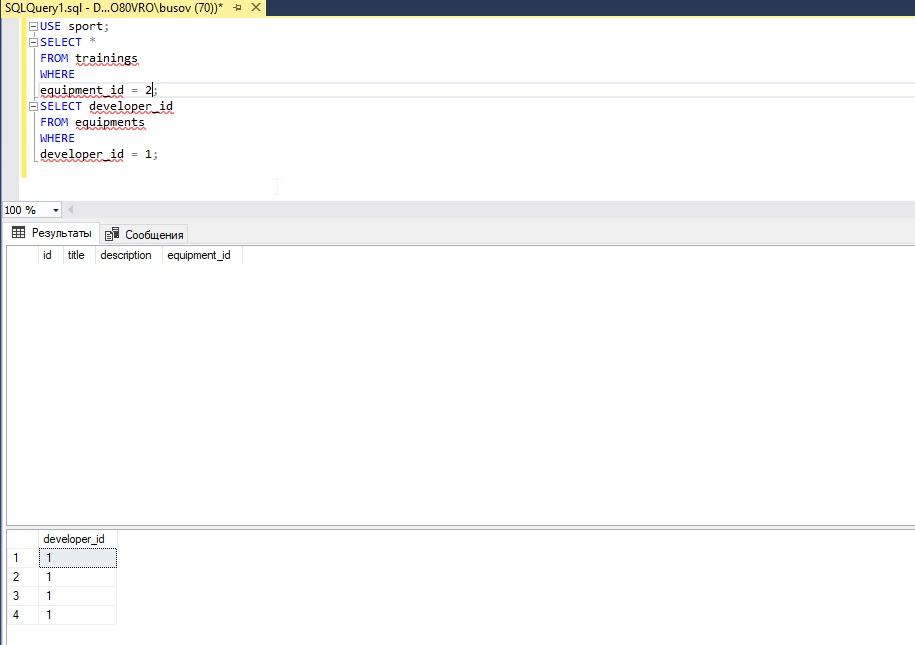 SQLQuery1.sql - D...O80VRO\busov (70))*
USE sport;
SELECT *
FROM trainings
WHERE
equipment_id = 2;
SELECT developer_id
FROM equipments
WHERE
developer_id = 1;
100 %
Результаты Сообщения
id title description equipment_id
developer_id
1 1
2 1
3 1
4 1